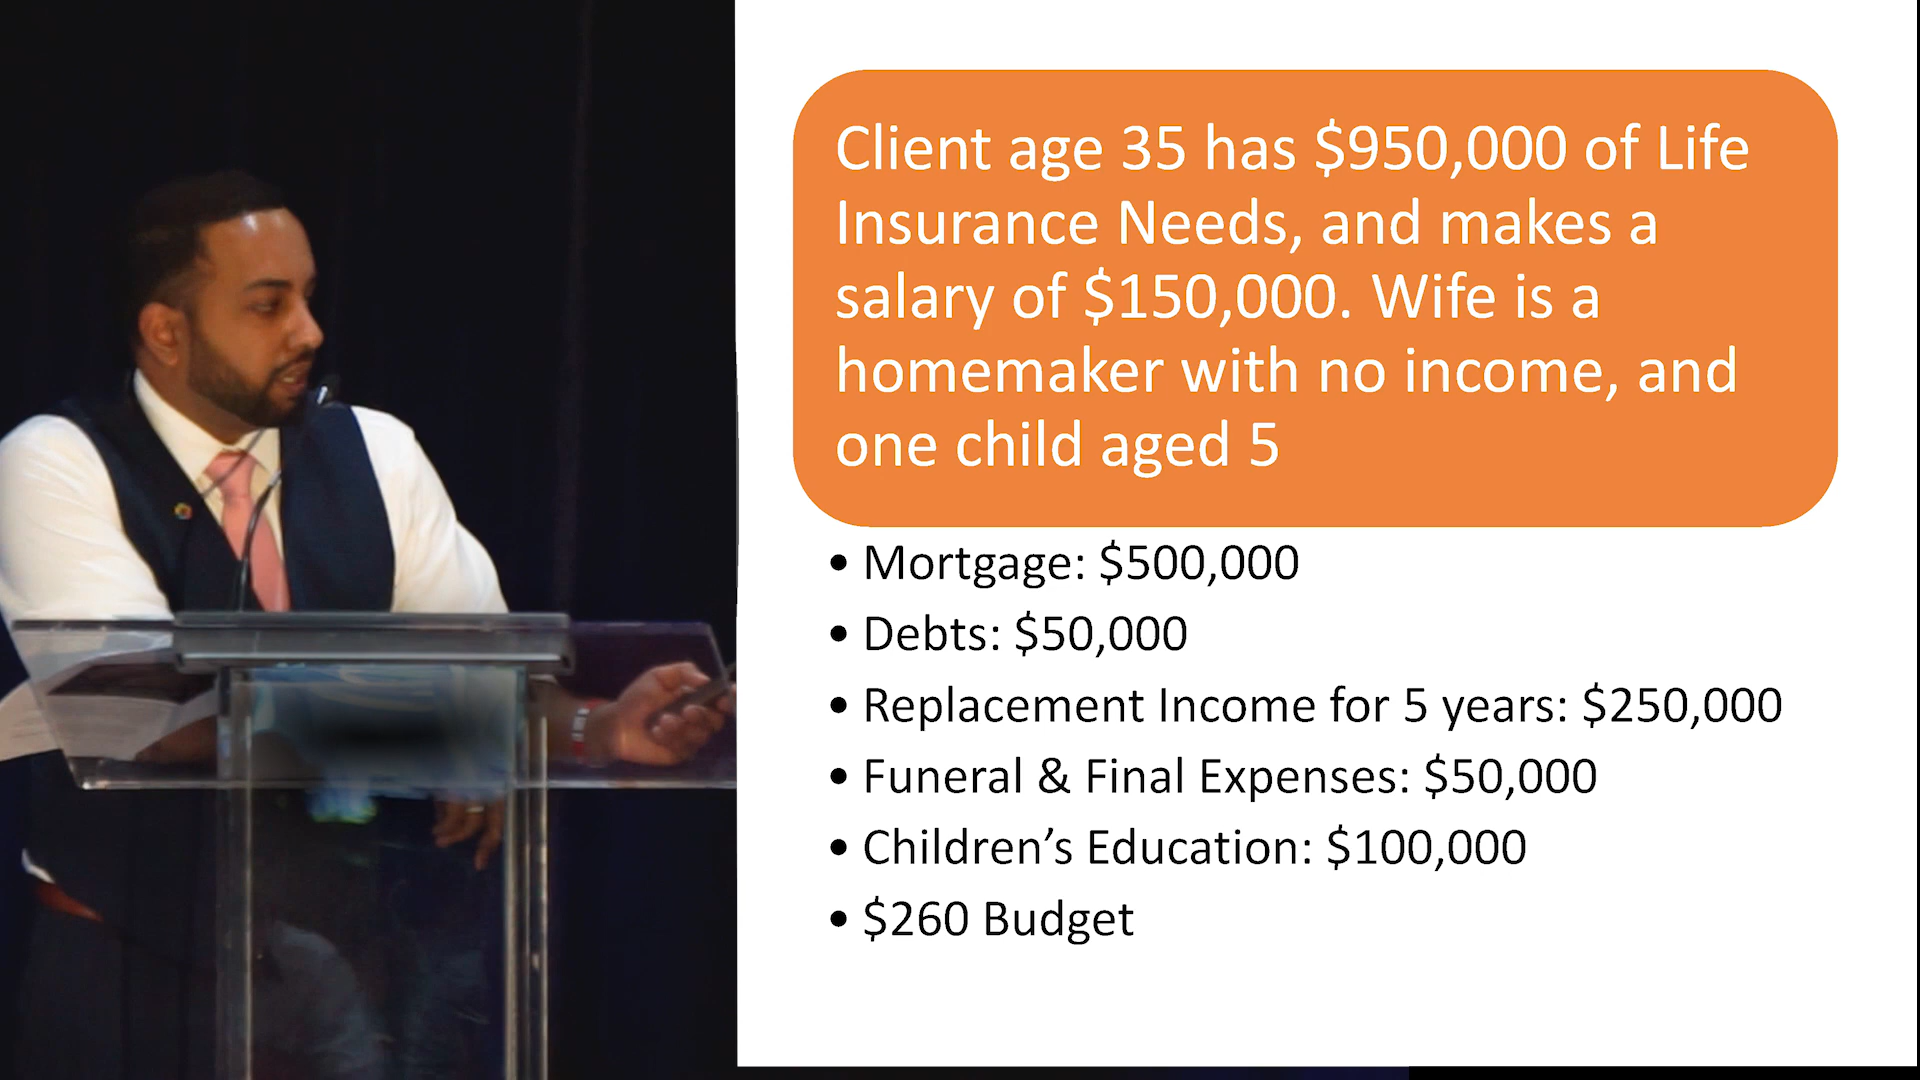 Client age 35 has $950,000 of Life
Insurance Needs, and makes a
salary of $150,000. Wife is a
homemaker with no income, and
one child aged 5
• Mortgage: $500,000
• Debts: $50,000
• Replacement Income for 5 years: $250,000
• Funeral & Final Expenses: $50,000
• Children’s Education: $100,000
• $260 Budget